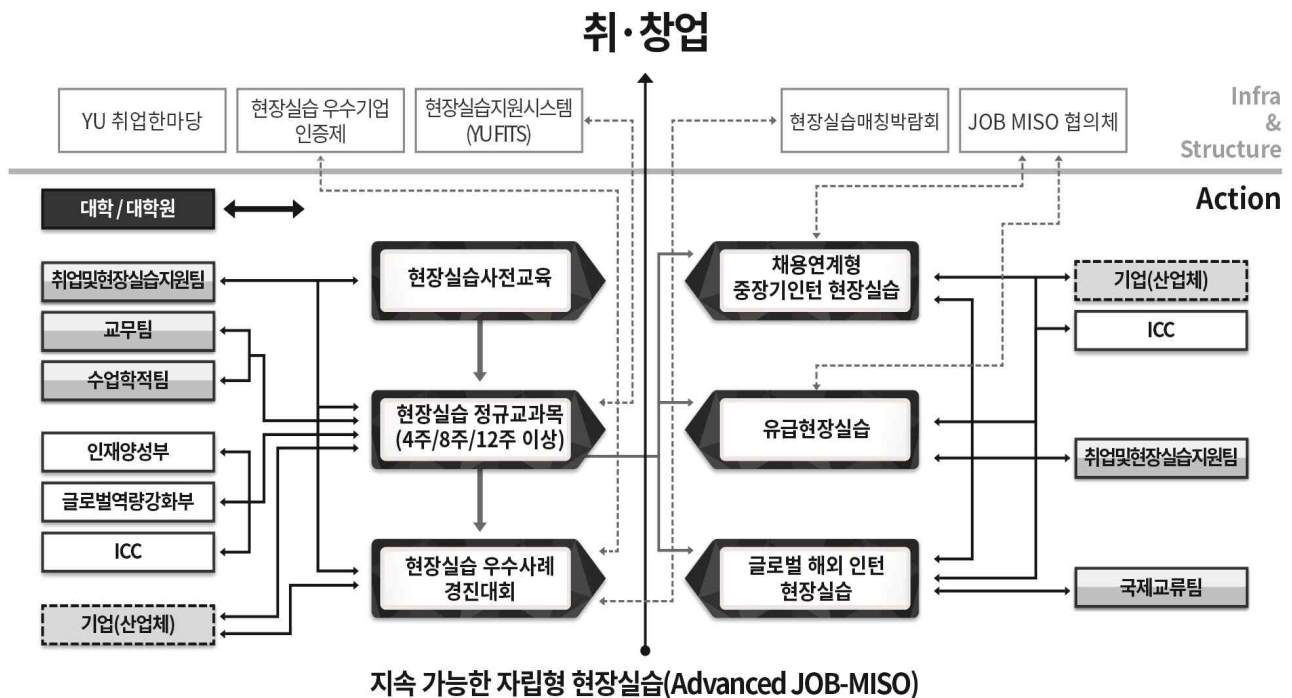 취·창업
YU 취업한마당
현장실습 우수기업
인증제
현장실습지원시스템
(YU FITS)
현장실습매칭박람회
JOB MISO 협의체
Infra
&
Structure
Action
대학 / 대학원
취업및현장실습지원팀
교무팀
수업학적팀
인재양성부
글로벌역량강화부
ICC
기업(산업체)
현장실습사전교육
현장실습 정규교과목
(4주/8주/12주 이상)
현장실습 우수사례
경진대회
채용연계형
중장기인턴 현장실습
유급현장실습
글로벌 해외 인턴
현장실습
기업(산업체)
ICC
취업및현장실습지원팀
국제교류팀
지속 가능한 자립형 현장실습(Advanced JOB-MISO)